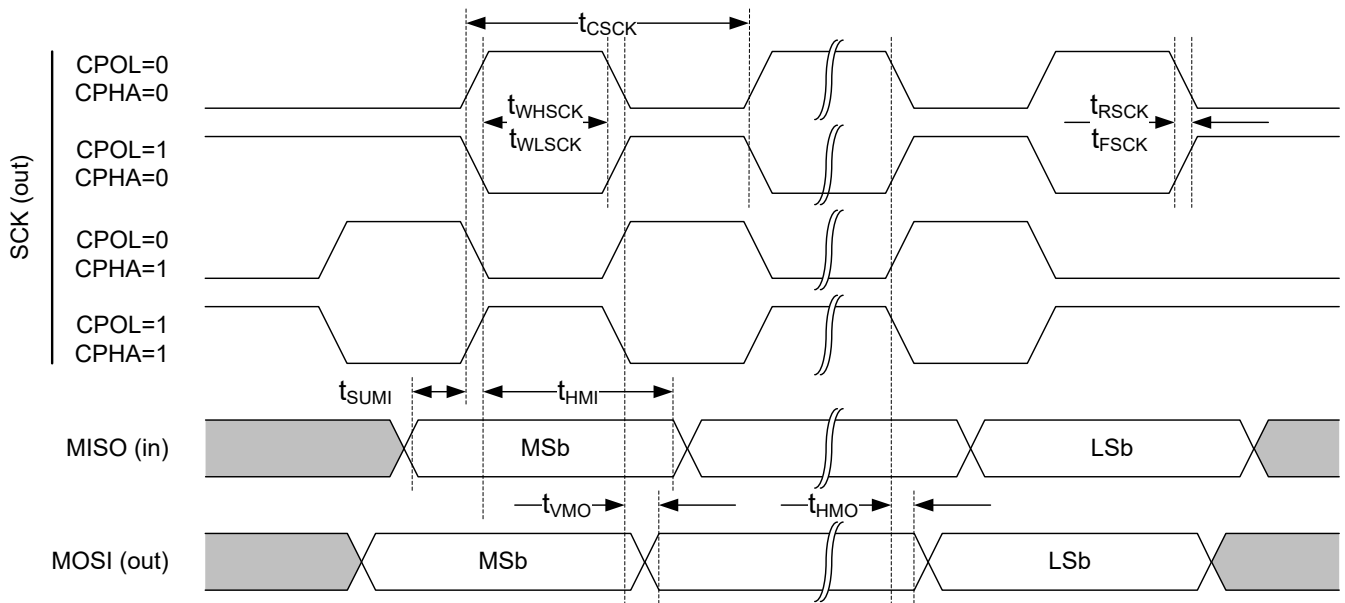 tCSCK
CPOL=0
CPHA=0
tWHSCK
tWLSCK
tRSCK
tFSCK
CPOL=1
CPHA=0
SCK (out)
CPOL=0
CPHA=1
CPOL=1
CPHA=1
tSUMI
tHMI
MISO (in)
MSb
LSb
tVMO
tHMO
MOSI (out)
MSb
LSb